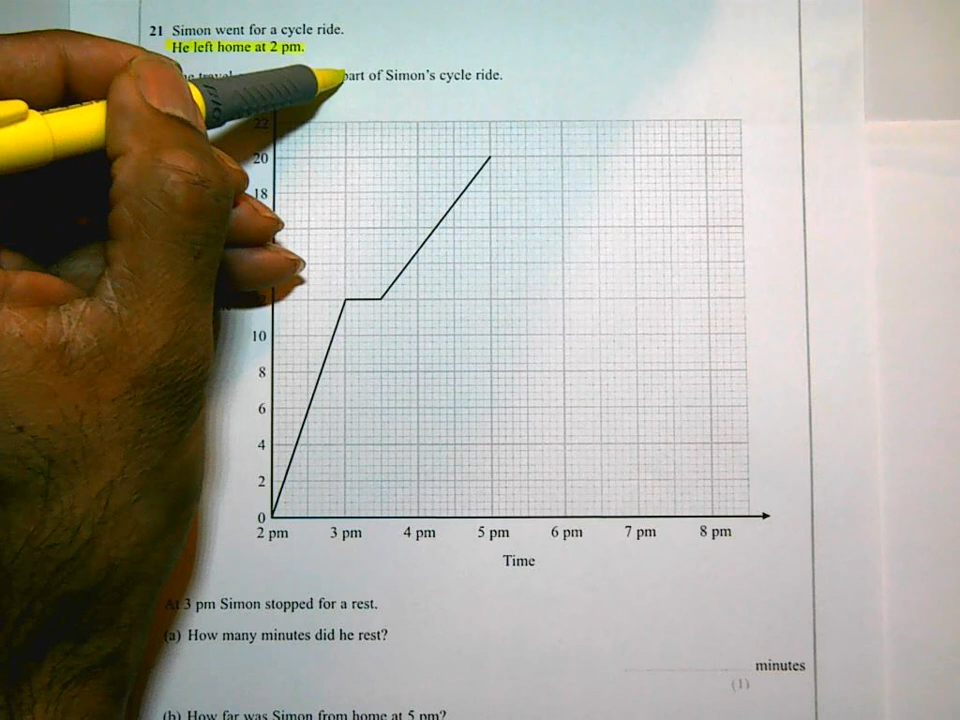 21 Simon went for a cycle ride.
He left home at 2 pm.
travel part of Simon's cycle ride.
22
20
18
10
8
6
4
2
0
2 pm 3 pm 4 pm 5 pm 6 pm 7 pm 8 pm
Time
At 3 pm Simon stopped for a rest.
(a) How many minutes did he rest?
minutes
(1)
(b) How far was Simon from home at 5 pm?